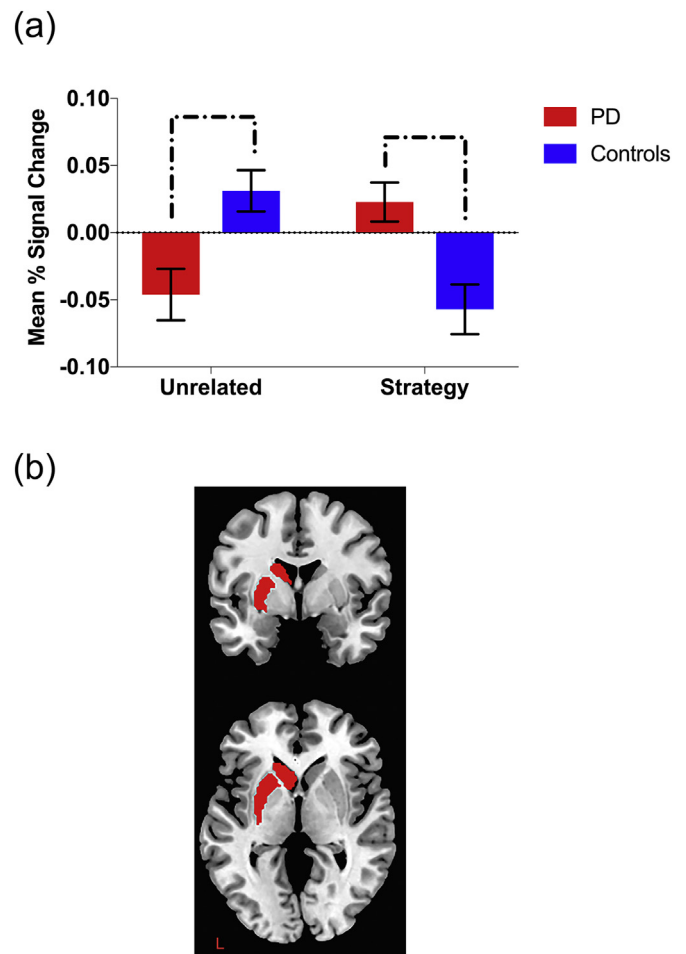 (a)
Mean % Signal Change
0.10
0.05
0.00
-0.05
-0.10
Unrelated
Strategy
PD
Controls
(b)
L